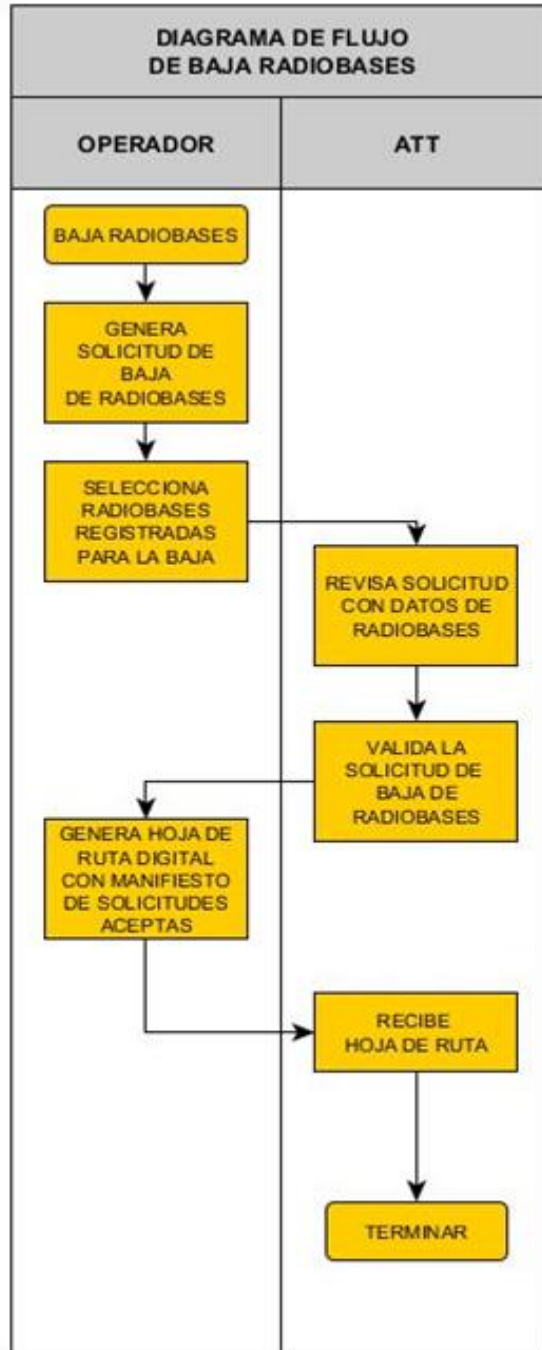 DIAGRAMA DE FLUJO
DE BAJA RADIOBASES
OPERADOR
ATT
BAJA RADIOBASES
GENERA
SOLICITUD DE
BAJA
DE RADIOBASES
SELECCIONA
RADIOBASES
REGISTRADAS
PARA LA BAJA
REVISA SOLICITUD
CON DATOS DE
RADIOBASES
VALIDA LA
SOLICITUD DE
BAJA DE
RADIOBASES
GENERA HOJA DE
RUTA DIGITAL
CON MANIFIESTO
DE SOLICITUDES
ACEPTAS
RECIBE
HOJA DE RUTA
TERMINAR